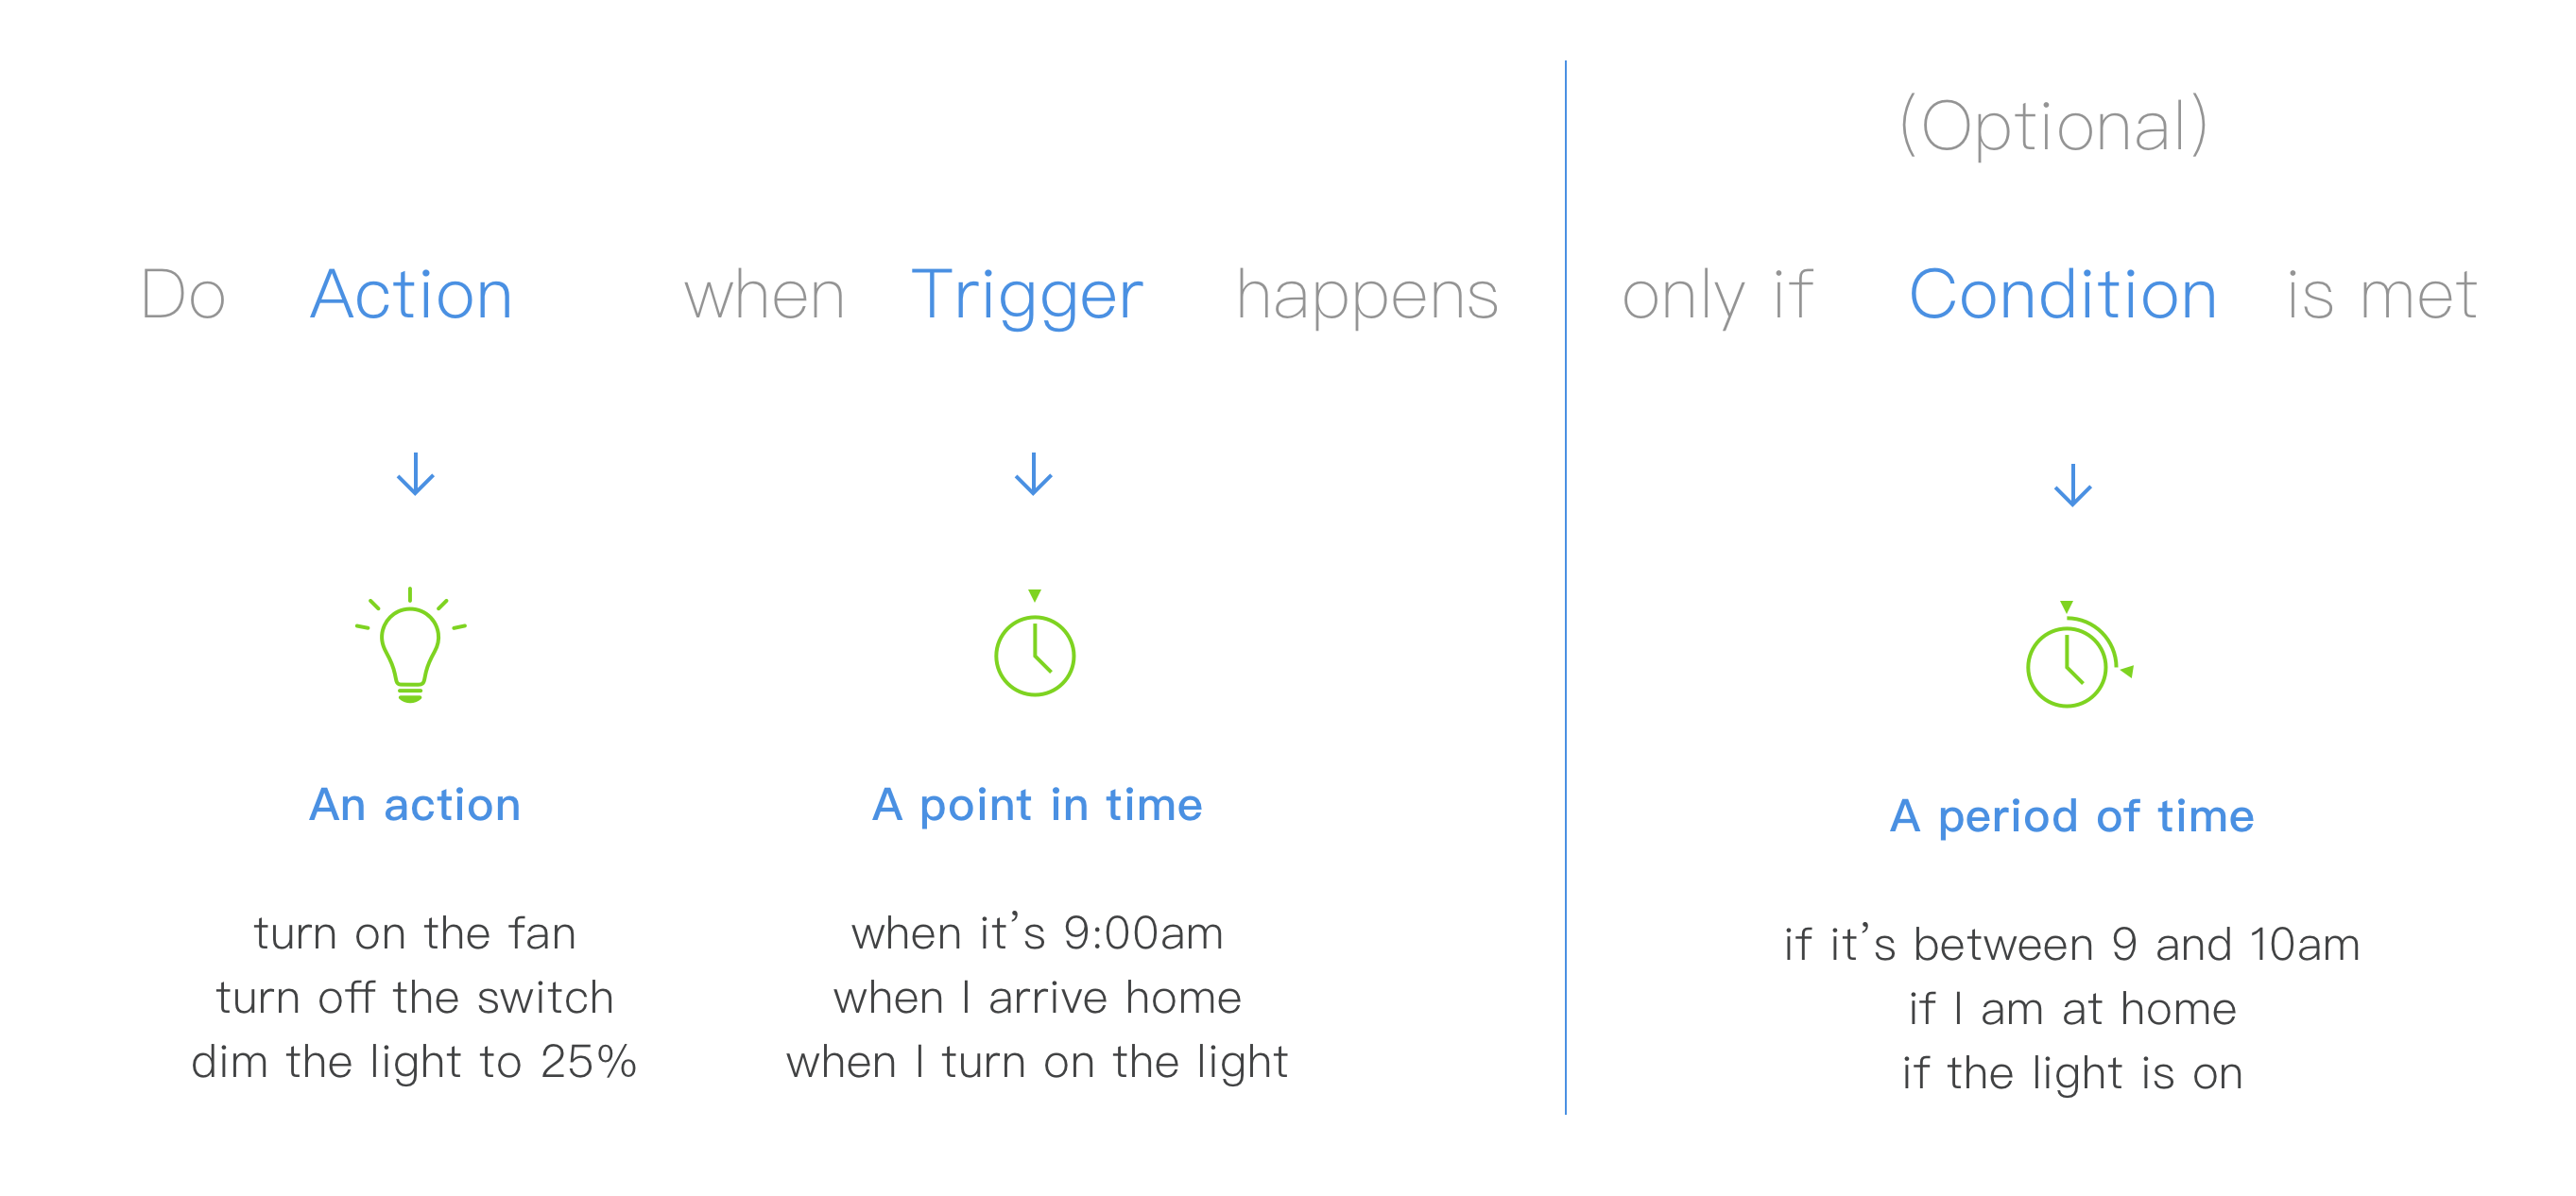 (Optional)
Do Action when Trigger happens only if Condition is met
An action
turn on the fan
turn off the switch
dim the light to 25%
A point in time
when it’s 9:00am
when I arrive home
when I turn on the light
A period of time
if it’s between 9 and 10am
if I am at home
if the light is on